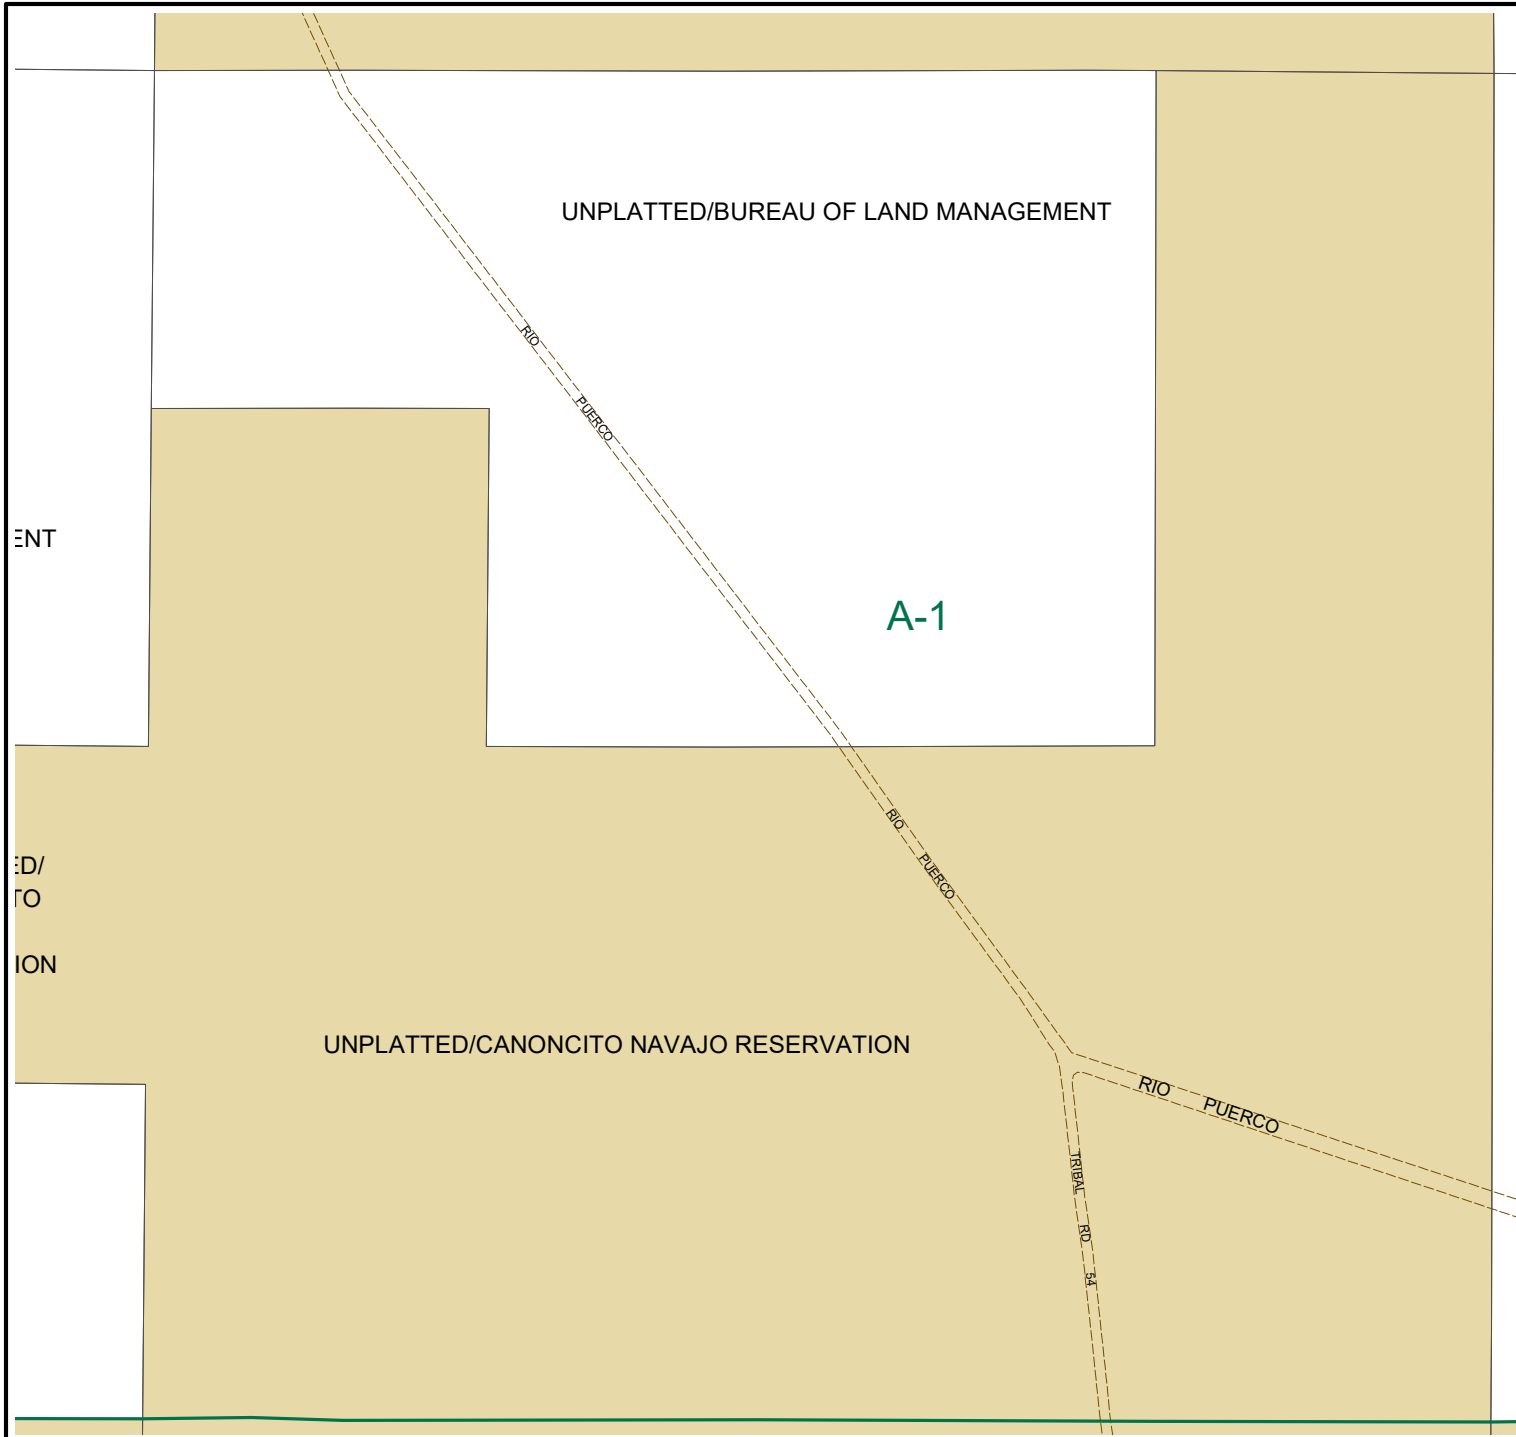 UNPLATTED/BUREAU OF LAND MANAGEMENT
RIO
PUERCO
ENT
A-1
RIO
PUERCO
ED/
TO
ION
UNPLATTED/CANONCITO NAVAJO RESERVATION
RIO PUERCO
TRIBAL RD 54